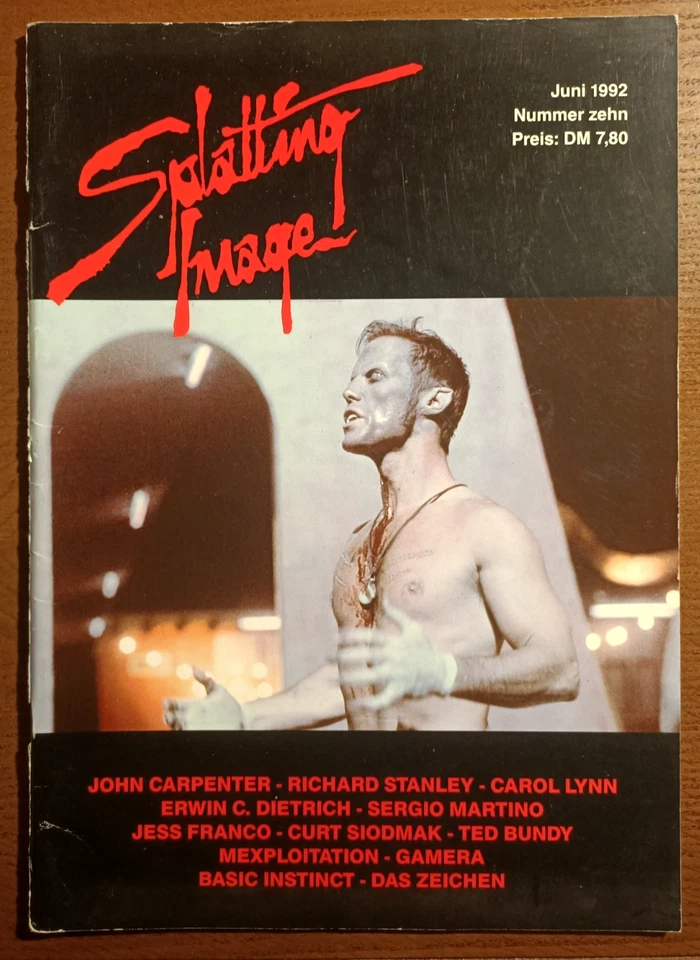 Splatting
Image
Juni 1992
Nummer zehn
Preis: DM 7,80
JOHN CARPENTER - RICHARD STANLEY - CAROL LYNN
ERWIN C. DIETRICH - SERGIO MARTINO
JESS FRANCO - CURT SIODMAK - TED BUNDY
MEXPLOITATION - GAMERA
BASIC INSTINCT - DAS ZEICHEN